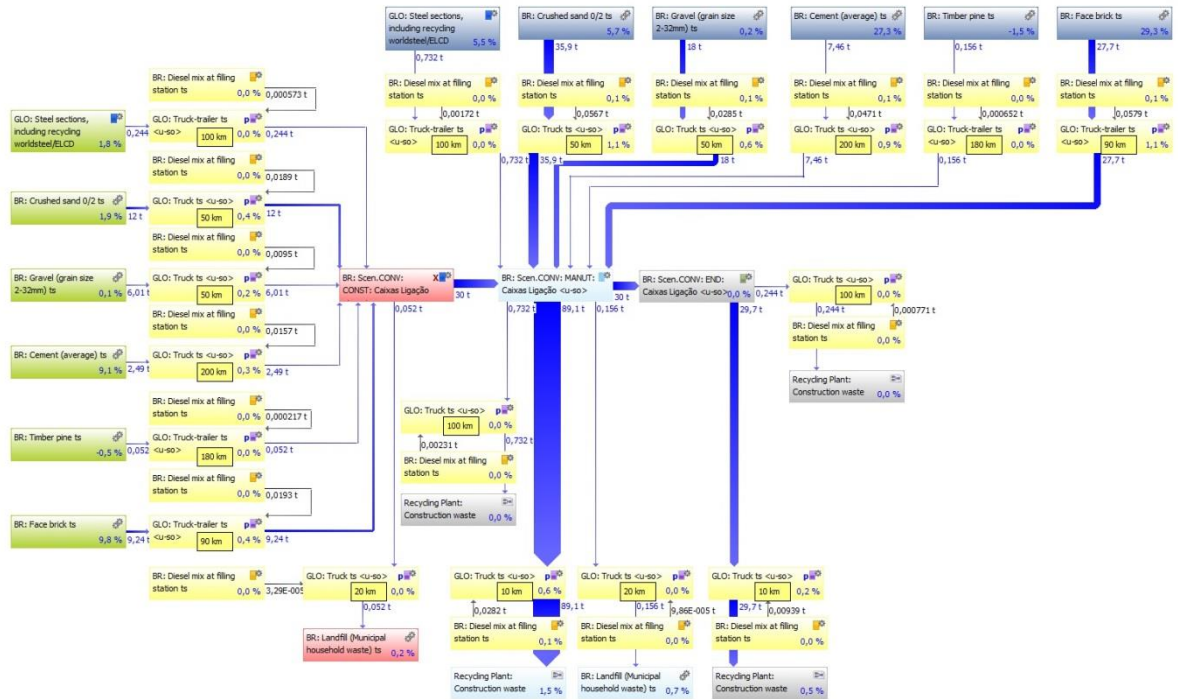 GLO: Steel sections,
including recycling
worldsteel/ELCD
5,5 %
0,732 t
BR: Crushed sand 0/2 ts
5,7 %
35,9 t
BR: Gravel (grain size
2-32mm) ts
0,2 %
18 t
BR: Cement (average) ts
27,3 %
7,46 t
BR: Timber pine ts
-1,5 %
0,156 t
BR: Face brick ts
29,3 %
27,7 t
BR: Diesel mix at filling
station ts
0,0 %
0,00172 t
BR: Diesel mix at filling
station ts
0,1 %
0,0567 t
BR: Diesel mix at filling
station ts
0,1 %
0,0285 t
BR: Diesel mix at filling
station ts
0,1 %
0,0471 t
BR: Diesel mix at filling
station ts
0,0 %
0,000652 t
BR: Diesel mix at filling
station ts
0,1 %
0,0579 t
GLO: Truck-trailer ts
<u-so>
100 km
0,0 %
0,732 t
GLO: Truck ts <u-so>
50 km
1,1 %
35,9 t
GLO: Truck ts <u-so>
50 km
0,6 %
18 t
GLO: Truck ts <u-so>
200 km
0,9 %
7,46 t
GLO: Truck-trailer ts
<u-so>
180 km
0,0 %
0,156 t
GLO: Truck-trailer ts
<u-so>
90 km
1,1 %
27,7 t
BR: Diesel mix at filling
station ts
0,0 %
0,000573 t
GLO: Steel sections,
including recycling
worldsteel/ELCD
1,8 %
0,244
GLO: Truck-trailer ts
<u-so>
100 km
0,0 %
0,244 t
BR: Diesel mix at filling
station ts
0,0 %
0,0189 t
BR: Crushed sand 0/2 ts
1,9 %
12 t
GLO: Truck ts <u-so>
50 km
0,4 %
12 t
BR: Diesel mix at filling
station ts
0,0 %
0,0095 t
BR: Gravel (grain size
2-32mm) ts
0,1 %
6,01 t
GLO: Truck ts <u-so>
50 km
0,2 %
6,01 t
BR: Diesel mix at filling
station ts
0,0 %
0,0157 t
BR: Cement (average) ts
9,1 %
2,49 t
GLO: Truck ts <u-so>
200 km
0,3 %
2,49 t
BR: Diesel mix at filling
station ts
0,0 %
0,000217 t
BR: Timber pine ts
-0,5 %
0,052
GLO: Truck-trailer ts
<u-so>
180 km
0,0 %
0,052 t
BR: Diesel mix at filling
station ts
0,0 %
0,0193 t
BR: Face brick ts
9,8 %
9,24 t
GLO: Truck-trailer ts
<u-so>
90 km
0,4 %
9,24 t
BR: Scen.CONV:
CONST: Caixas Ligação
30 t
0,052 t
BR: Scen.CONV: MANUT:
Caixas Ligação <u-so>
30 t
0,732 t
89,1 t
0,156 t
BR: Scen.CONV: END:
Caixas Ligação <u-so>
0,0 %
0,244 t
29,7 t
GLO: Truck ts <u-so>
100 km
0,0 %
0,244 t
0,000771 t
BR: Diesel mix at filling
station ts
0,0 %
Recycling Plant:
Construction waste
0,0 %
GLO: Truck ts <u-so>
100 km
0,0 %
0,00231 t
0,732 t
BR: Diesel mix at filling
station ts
0,0 %
Recycling Plant:
Construction waste
0,0 %
BR: Diesel mix at filling
station ts
0,0 %
3,29E-005
GLO: Truck ts <u-so>
20 km
0,0 %
0,052 t
BR: Landfill (Municipal
household waste) ts
0,2 %
GLO: Truck ts <u-so>
10 km
0,6 %
0,0282 t
89,1 t
BR: Diesel mix at filling
station ts
0,1 %
Recycling Plant:
Construction waste
1,5 %
GLO: Truck ts <u-so>
20 km
0,0 %
0,156 t
9,86E-005 t
BR: Diesel mix at filling
station ts
0,0 %
BR: Landfill (Municipal
household waste) ts
0,7 %
GLO: Truck ts <u-so>
10 km
0,2 %
29,7 t
0,00939 t
BR: Diesel mix at filling
station ts
0,0 %
Recycling Plant:
Construction waste
0,5 %